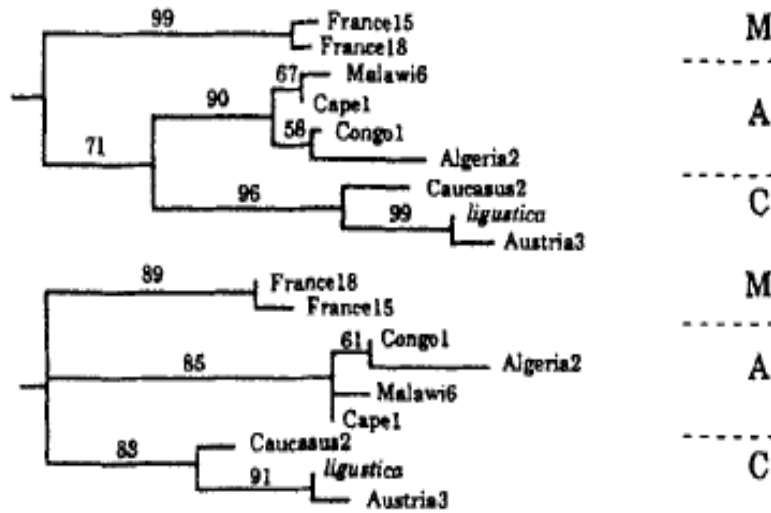 99
France15
France18
M
67
Malawi6
90
Cape1
A
58
Congo1
71
Algeria2
Caucasus2
96
99
ligustica
C
Austria3
89
France18
M
France15
61
Congo1
85
Algeria2
A
Malawi6
Cape1
83
Caucasus2
ligustica
91
C
Austria3